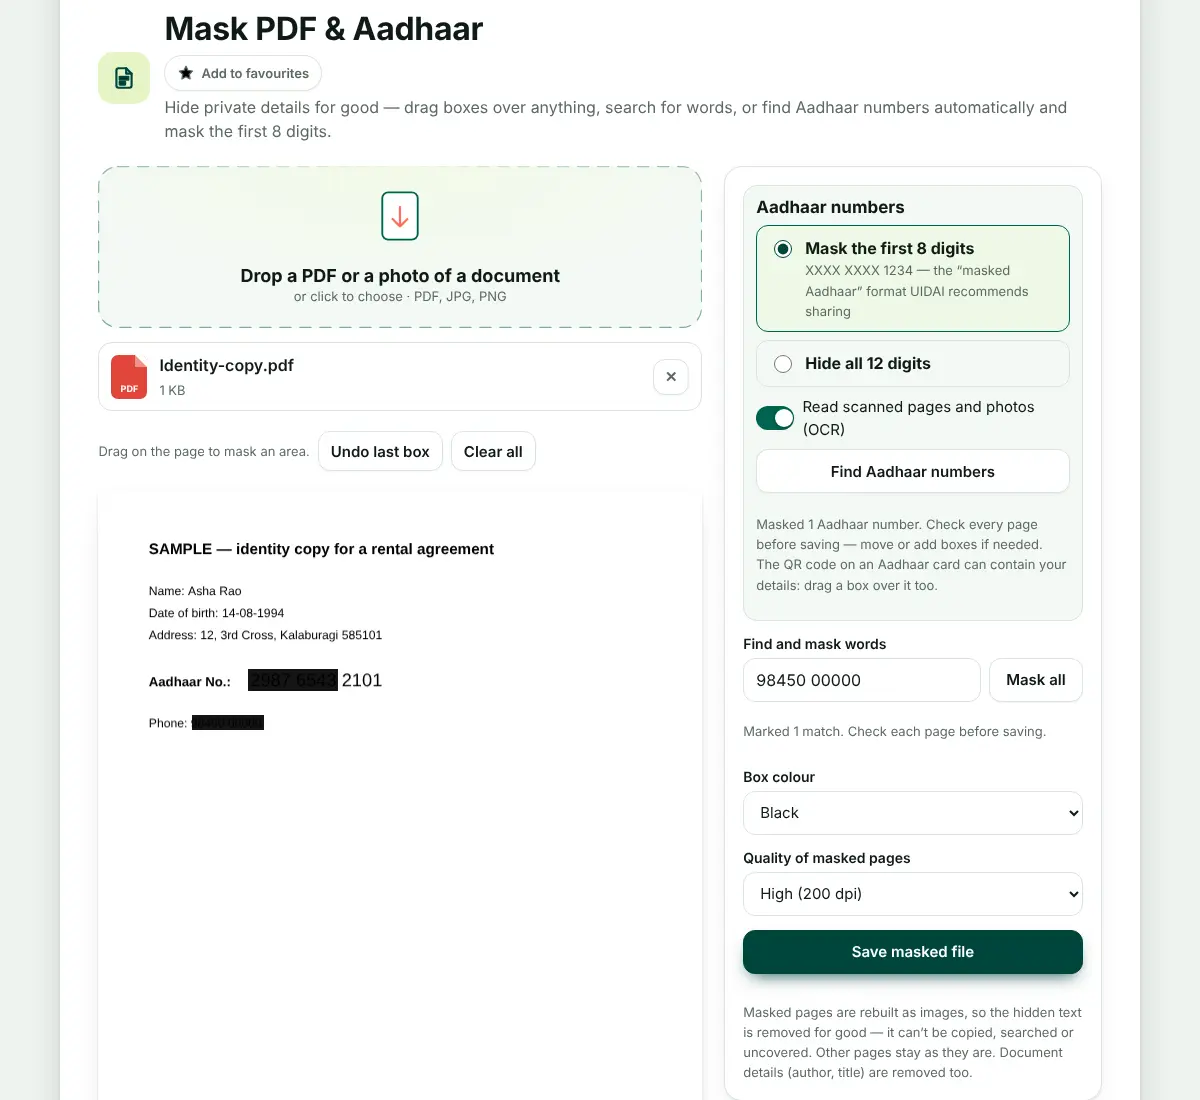 Mask PDF & Aadhaar
Add to favourites
Hide private details for good — drag boxes over anything, search for words, or find Aadhaar numbers automatically and
mask the first 8 digits.
Drop a PDF or a photo of a document
or click to choose · PDF, JPG, PNG
PDF
Identity-copy.pdf
1 KB
Drag on the page to mask an area.
Undo last box
Clear all
SAMPLE — identity copy for a rental agreement
Name: Asha Rao
Date of birth: 14-08-1994
Address: 12, 3rd Cross, Kalaburagi 585101
Aadhaar No.: 2101
Phone:
Aadhaar numbers
Mask the first 8 digits
XXXX XXXX 1234 — the “masked
Aadhaar” format UIDAI recommends
sharing
Hide all 12 digits
Read scanned pages and photos
(OCR)
Find Aadhaar numbers
Masked 1 Aadhaar number. Check every page
before saving — move or add boxes if needed.
The QR code on an Aadhaar card can contain your
details: drag a box over it too.
Find and mask words
98450 00000
Mask all
Marked 1 match. Check each page before saving.
Box colour
Black
Quality of masked pages
High (200 dpi)
Save masked file
Masked pages are rebuilt as images, so the hidden text
is removed for good — it can’t be copied, searched or
uncovered. Other pages stay as they are. Document
details (author, title) are removed too.